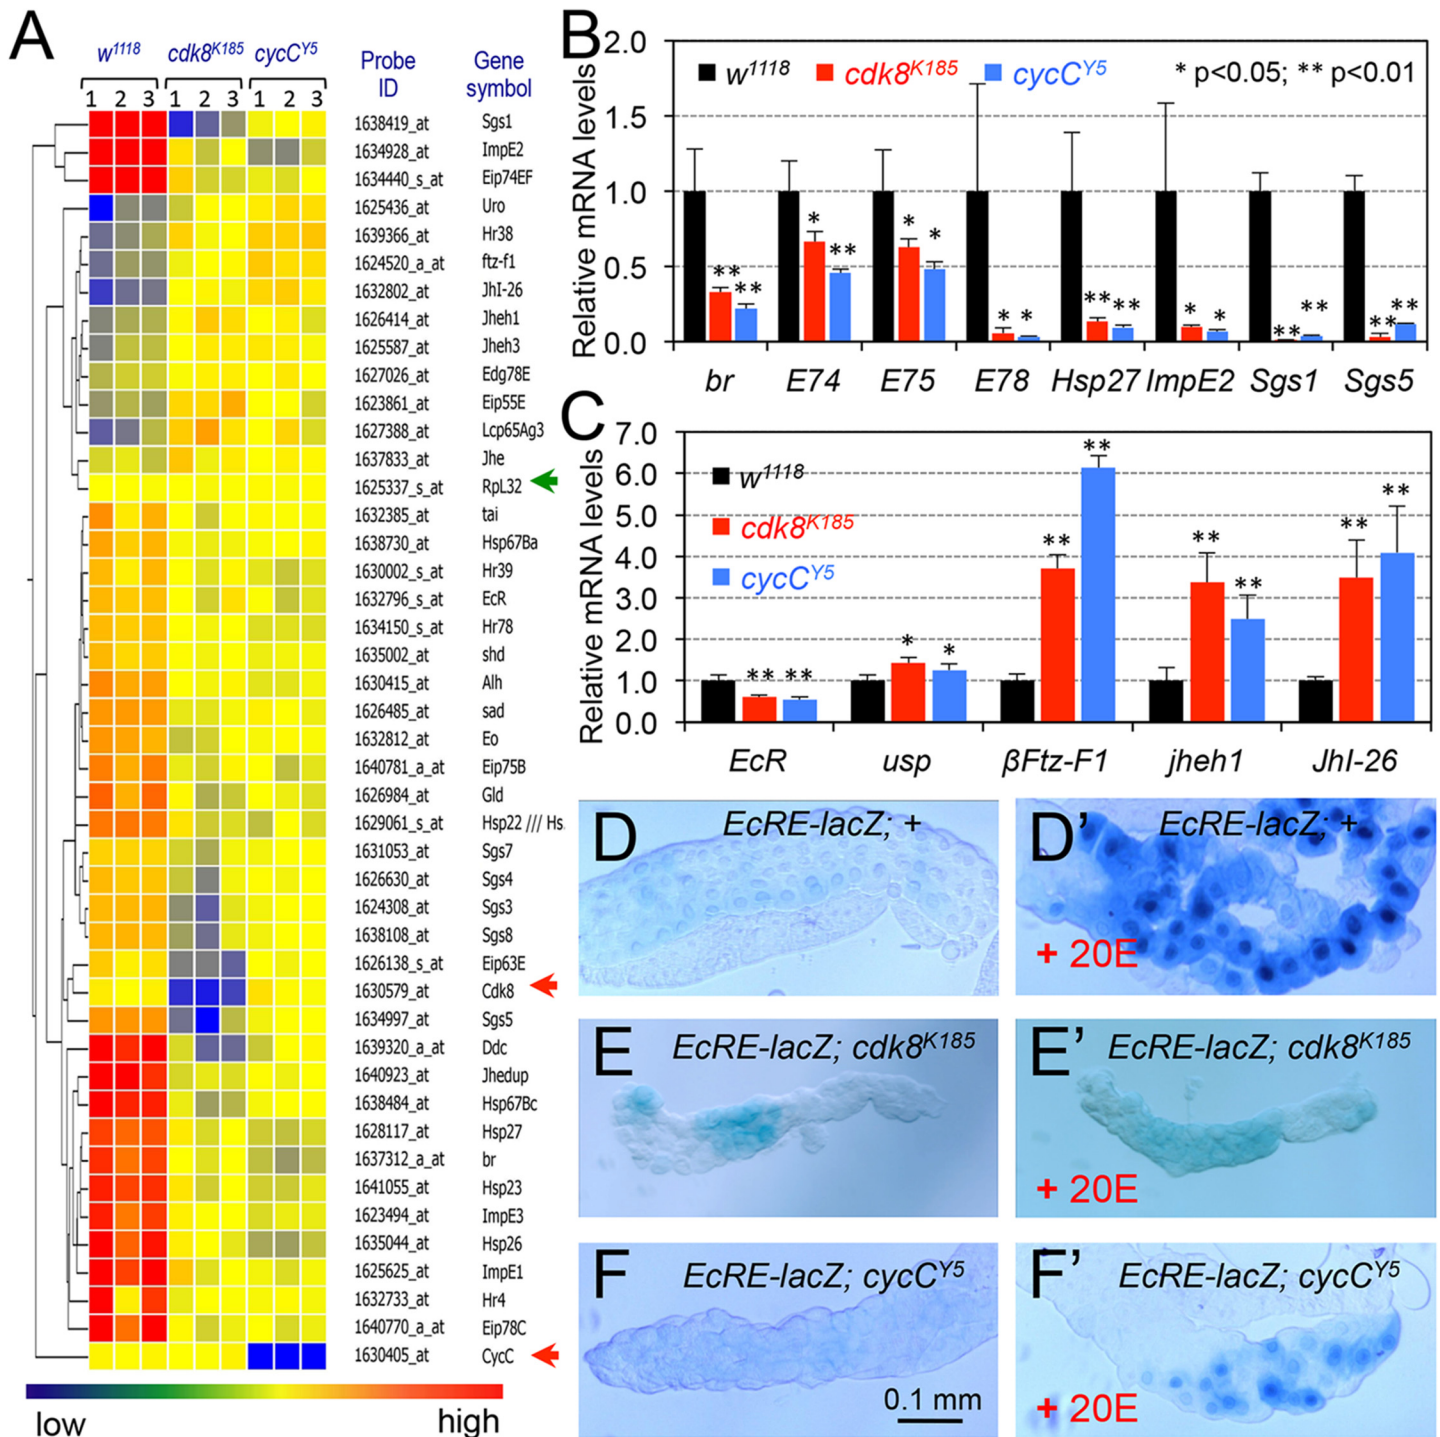 A
w1118 cdk8K185 cycCY5
Probe ID
Gene symbol
1 2 3 1 2 3 1 2 3
1638419_at Sgs1
1634928_at ImpE2
1634440_s_at Eip74EF
1625436_at Uro
1639366_at Hr38
1624520_a_at ftz-f1
1632802_at JhI-26
1626414_at Jheh1
1625587_at Jheh3
1627026_at Edg78E
1623861_at Eip55E
1627388_at Lcp65Ag3
1637833_at Jhe
1625337_s_at RpL32
1632385_at tai
1638730_at Hsp67Ba
1630002_s_at Hr39
1632796_s_at EcR
1634150_s_at Hr78
1635002_at shd
1630415_at Alh
1626485_at sad
1632812_at Eo
1640781_a_at Eip75B
1626984_at Gld
1629061_s_at Hsp22 /// Hs
1631053_at Sgs7
1626630_at Sgs4
1624308_at Sgs3
1638108_at Sgs8
1626138_s_at Eip63E
1630579_at Cdk8
1634997_at Sgs5
1639320_a_at Ddc
1640923_at Jhedup
1638484_at Hsp67Bc
1628117_at Hsp27
1637312_a_at br
1641055_at Hsp23
1623494_at ImpE3
1635044_at Hsp26
1625625_at ImpE1
1632733_at Hr4
1640770_a_at Eip78C
1630405_at CycC
low high
B
Relative mRNA levels
2.0
1.5
1.0
0.5
0.0
w1118 cdk8K185 cycCY5 * p<0.05; ** p<0.01
** ** * ** * * * * ** ** * * ** ** ** **
br E74 E75 E78 Hsp27 ImpE2 Sgs1 Sgs5
C
Relative mRNA levels
7.0
6.0
5.0
4.0
3.0
2.0
1.0
0.0
w1118
cdk8K185
cycCY5
** ** * * ** ** ** ** ** **
EcR usp βFtz-F1 jheh1 JhI-26
D EcRE-lacZ; +
D' EcRE-lacZ; +
+ 20E
E EcRE-lacZ; cdk8K185
E' EcRE-lacZ; cdk8K185
+ 20E
F EcRE-lacZ; cycCY5
0.1 mm
F' EcRE-lacZ; cycCY5
+ 20E